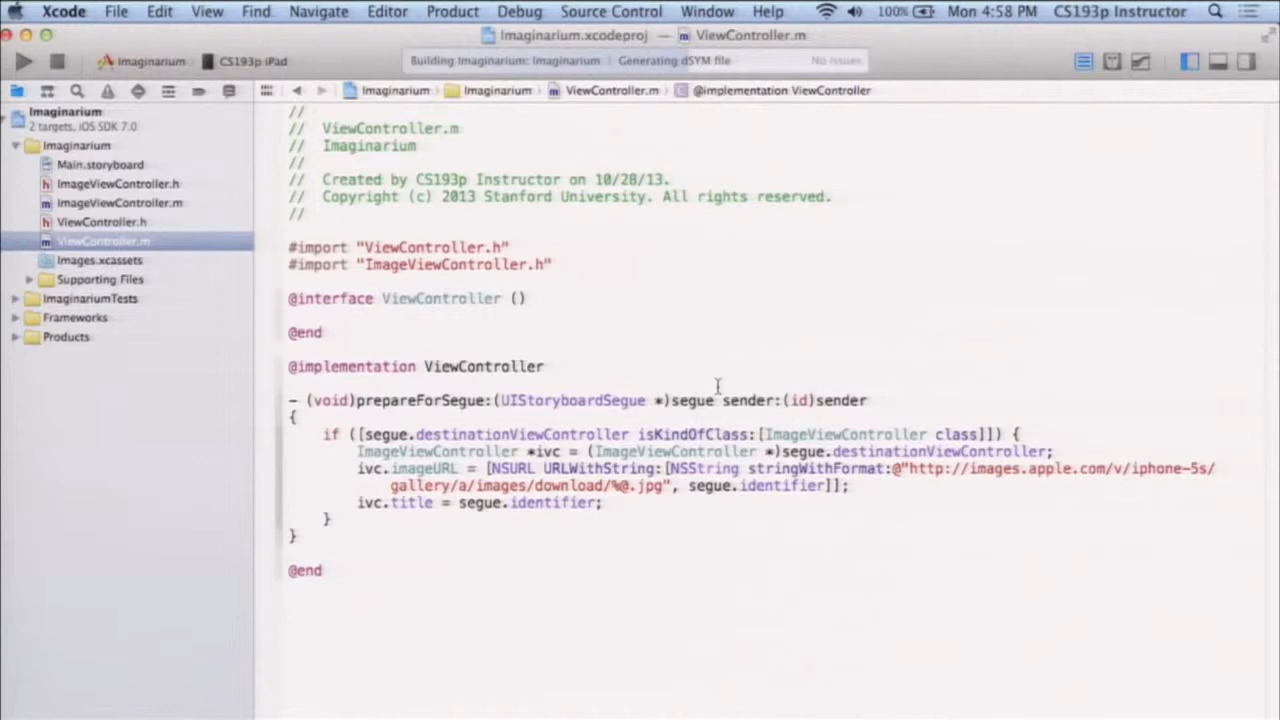 Xcode File Edit View Find Navigate Editor Product Debug Source Control Window Help 100% Mon 4:58 PM CS193p Instructor
Imaginarium.xcodeproj — ViewController.m
Imaginarium CS193p iPad Building Imaginarium: Imaginarium Generating dSYM file No Issues
Imaginarium Imaginarium ViewController.m @implementation ViewController
Imaginarium
2 targets, iOS SDK 7.0
Imaginarium
Main.storyboard
ImageViewController.h
ImageViewController.m
ViewController.h
ViewController.m
Images.xcassets
Supporting Files
ImaginariumTests
Frameworks
Products
//
// ViewController.m
// Imaginarium
//
// Created by CS193p Instructor on 10/28/13.
// Copyright (c) 2013 Stanford University. All rights reserved.
//
#import "ViewController.h"
#import "ImageViewController.h"
@interface ViewController ()
@end
@implementation ViewController
- (void)prepareForSegue:(UIStoryboardSegue *)segue sender:(id)sender
{
if ([segue.destinationViewController isKindOfClass:[ImageViewController class]]) {
ImageViewController *ivc = (ImageViewController *)segue.destinationViewController;
ivc.imageURL = [NSURL URLWithString:[NSString stringWithFormat:@"http://images.apple.com/v/iphone-5s/
gallery/a/images/download/%@.jpg", segue.identifier]];
ivc.title = segue.identifier;
}
}
@end